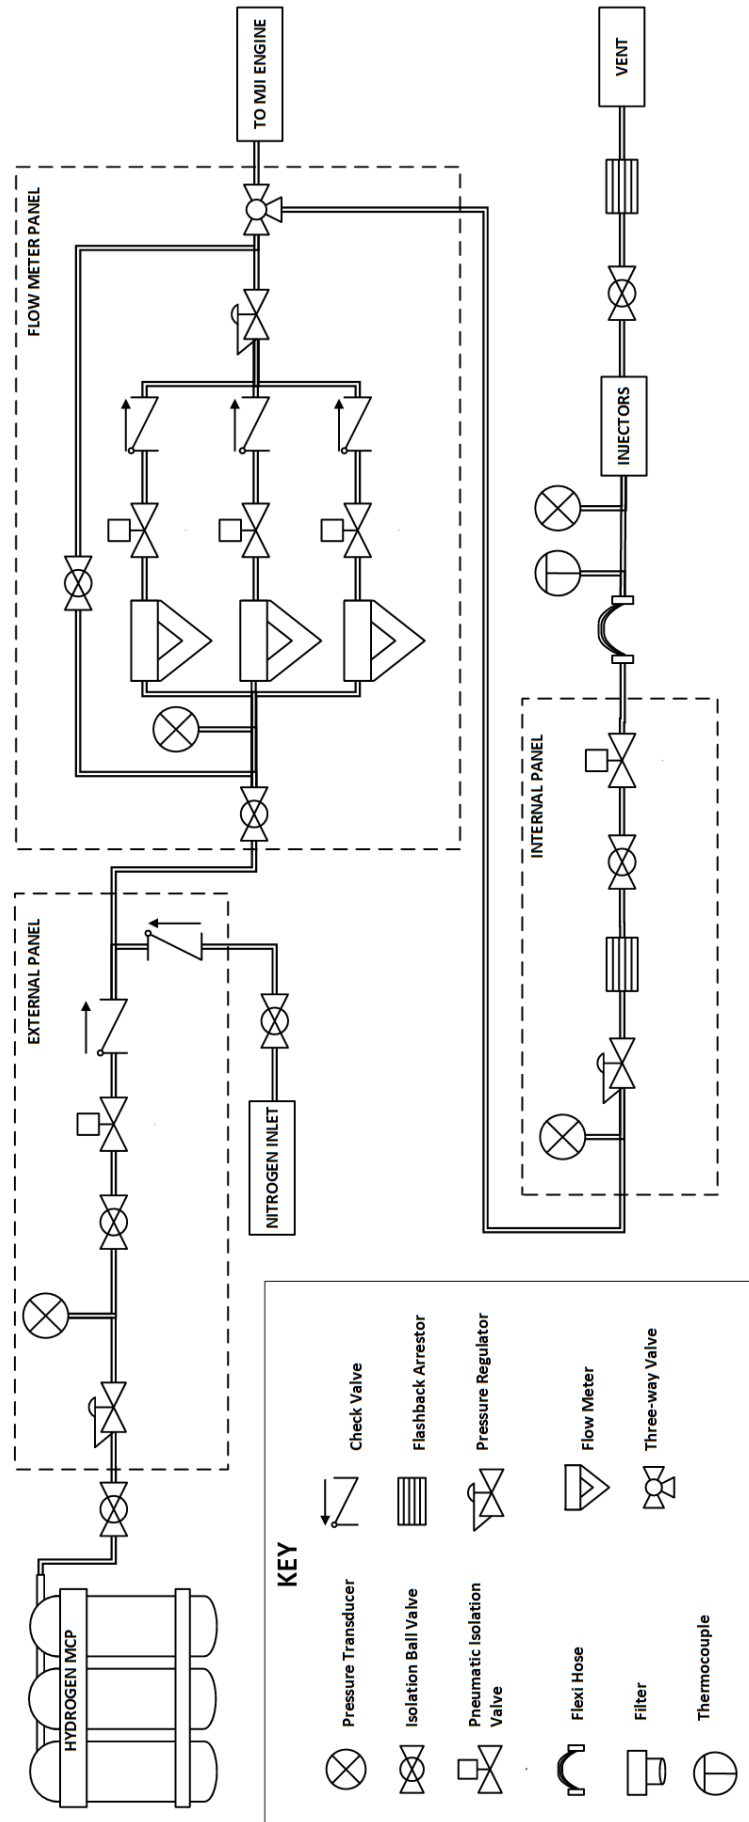 HYDROGEN MCP
EXTERNAL PANEL
NITROGEN INLET
FLOW METER PANEL
TO MJI ENGINE
INTERNAL PANEL
INJECTORS
VENT
KEY
Pressure Transducer
Check Valve
Isolation Ball Valve
Flashback Arrestor
Pneumatic Isolation
Valve
Pressure Regulator
Flexi Hose
Flow Meter
Filter
Three-way Valve
Thermocouple